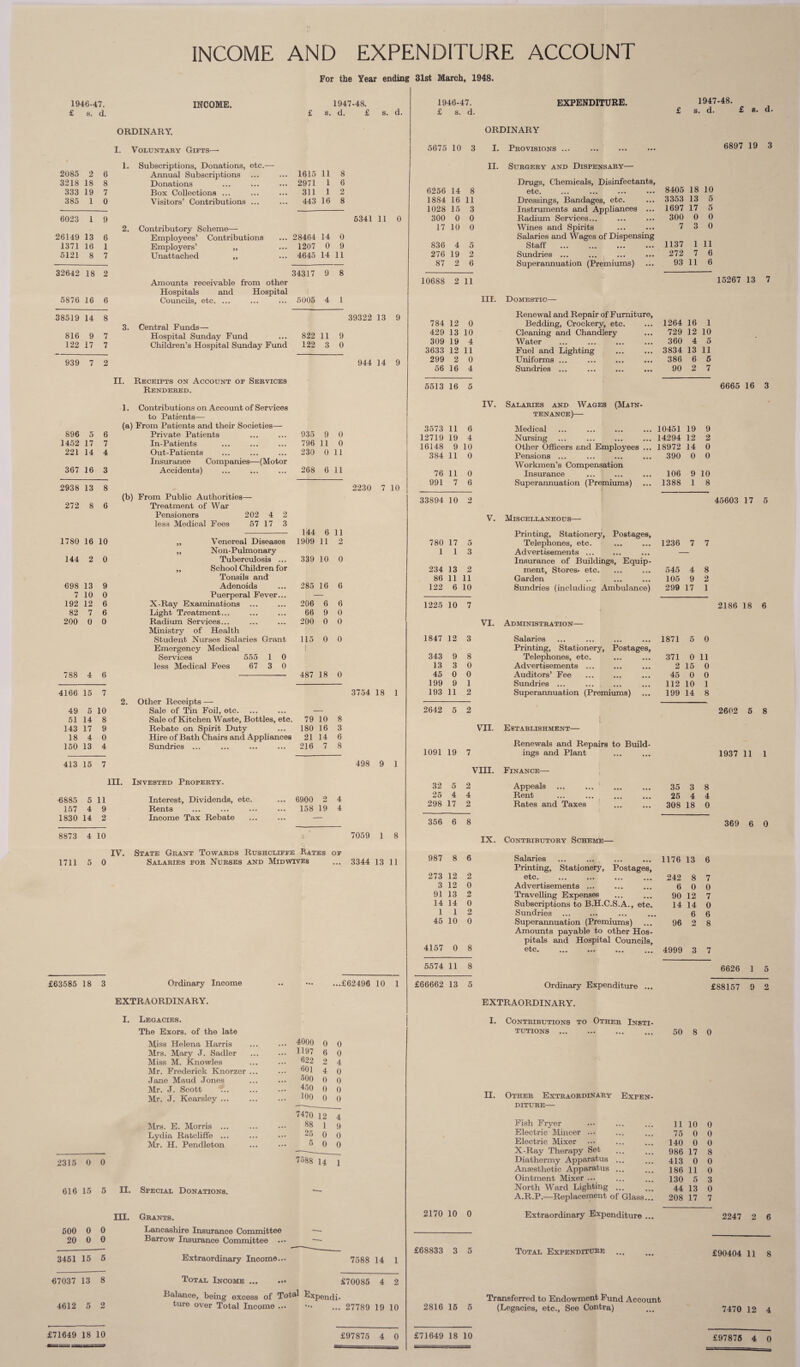 INCOME AND EXPENDITURE ACCOUNT
For the Year ending 31st March, 1948.
1946-47. INCOME. 1947-48.
£ s. d. £ s. d. £ s. d.
ORDINARY.
I. VOLUNTARY GIFTS—
1. Subscriptions, Donations, etc.—
2085 2 6 Annual Subscriptions ... ... 1615 11 8
3218 18 8 Donations ... ... ... 2971 1 6
333 19 7 Box Collections ... ... ... 311 1 2
385 1 0 Visitors' Contributions ... ... 443 16 8
6023 1 9 5341 11 0
2. Contributory Scheme—
26149 13 6 Employees' Contributions ... 28464 14 0
1371 16 1 Employers' „ ... 1207 0 9
5121 8 7 Unattached „ ... 4645 14 11
32642 18 2 34317 9 8
Amounts receivable from other
Hospitals and Hospital
5876 16 6 Councils, etc. ... ... ... 5005 4 1
38519 14 8 39322 13 9
3. Central Funds—
816 9 7 Hospital Sunday Fund ... 822 11 9
122 17 7 Children's Hospital Sunday Fund 122 3 0
939 7 2 944 14 9
II. RECEIPTS ON ACCOUNT OF SERVICES
RENDERED.
1. Contributions on Account of Services
to Patients—
(a) From Patients and their Societies—
896 5 6 Private Patients ... ... 935 9 0
1452 17 7 In-Patients ... ... ... 796 11 0
221 14 4 Out-Patients ... ... ... 230 0 11
Insurance Companies—(Motor
367 16 3 Accidents) ... ... ... 268 6 11
2938 13 8 2230 7 10
(b) From Public Authorities—
272 8 6 Treatment of War
Pensioners 202 4 2
less Medical Fees 57 17 3
144 6 11
1780 16 10 „ Venereal Diseases 1909 11 2
„ Non-Pulmonary
144 2 0 Tuberculosis ... 339 10 0
„ School Children for
Tonsils and
698 13 9 Adenoids ... 285 16 6
7 10 0 Puerperal Fever... —
192 12 6 X-Ray Examinations ... ... 206 6 6
82 7 6 Light Treatment... ... ... 66 9 0
200 0 0 Radium Services... ... ... 200 0 0
Ministry of Health
Student Nurses Salaries Grant 115 0 0
Emergency Medical
Services 555 1 0
less Medical Fees 67 3 0
788 4 6 487 18 0
4166 15 7 3754 18 1
2. Other Receipts—
49 5 10 Sale of Tin Foil, etc. ... ... —
51 14 8 Sale of Kitchen Waste, Bottles, etc. 79 10 8
143 17 9 Rebate on Spirit Duty ... 180 16 3
18 4 0 Hire of Bath Chairs and Appliances 21 14 6
150 13 4 Sundries ... ... ... ... 216 7 8
413 15 7 498 9 1
III. INVESTED PROPERTY.
6885 5 11 Interest, Dividends, etc. ... 6900 2 4
157 4 9 Rents ... ... ... ... 158 19 4
1830 14 2 Income Tax Rebate ... ... —
8873 4 10 7059 1 8
IV. STATE GRANT TOWARDS RUSHCLIFFE RATES OF
1711 5 0 SALARIES FOR NURSES AND MIDWIVES ... 3344 13 11
£63585 18 3 Ordinary Income .. ... ...£62496 10 1
EXTRAORDINARY.
I. LEGACIES.
The Exors. of the late
Miss Helena Harris ... ... 4000 0 0
Mrs. Mary J. Sadler ... ... 1197 6 0
Miss M. Knowles ... ... 622 2 4
Mr. Frederick Knorzer ... ... 601 4 0
Jane Maud Jones ... ... 500 0 0
Mr. J. Scott ... ... ... 450 0 0
Mr. J. Kearsley ... ... ... 100 0 0
7470 12 4
Mrs. E. Morris ... ... ... 88 1 9
Lydia Ratcliffe ... ... ... 25 0 0
Mr. H. Pendleton ... ... 5 0 0
2315 0 0 7588 14 1
616 15 5 II. SPECIAL DONATIONS. —
III. GRANTS.
500 0 0 Lancashire Insurance Committee —
20 0 0 Barrow Insurance Committee ... —
3451 15 5 Extraordinary Income... 7588 14 1
67037 13 8 TOTAL INCOME ... ... £70085 4 2
Balance, being excess of Total Expendi-
4612 5 2 ture over Total Income ... ... ... 27789 19 10
£71649 18 10 £97875 4 0
1946-47. EXPENDITURE. 1947-48.
£ s. d. £ s. d. £ s. d.
ORDINARY
5675 10 3 I. PROVISIONS ... ... ... ... 6897 19 3
II. SURGERY AND DISPENSARY—
Drugs, Chemicals, Disinfectants,
6256 14 8 etc. ... ... ... ... 8405 18 10
1884 16 11 Dressings, Bandages, etc. ... 3353 13 5
1028 15 3 Instruments and Appliances ... 1697 17 5
300 0 0 Radium Services... ... ... 300 0 0
17 10 0 Wines and Spirits ... ... 7 3 0
Salaries and Wages of Dispensing
836 4 5 Staff ... ... ... ... 1137 1 11
276 19 2 Sundries ... ... ... ... 272 7 6
87 2 6 Superannuation (Premiums) ... 93 11 6
10688 2 11 15267 13 7
III. DOMESTIC—
Renewal and Repair of Furniture,
784 12 0 Bedding, Crockery, etc. ... 1264 16 1
429 13 10 Cleaning and Chandlery ... 729 12 10
309 19 4 Water ... ... ... ... 360 4 5
3633 12 11 Fuel and Lighting ... ... 3834 13 11
299 2 0 Uniforms ... ... ... ... 386 6 5
56 16 4 Sundries ... ... ... ... 90 2 7
5513 16 5 6665 16 3
IV. SALARIES AND WAGES (MAIN-
TENANCE)—
3573 11 6 Medical ... ... ... ... 10451 19 9
12719 19 4 Nursing ... ... ... ... 14294 12 2
16148 9 10 Other Officers and Employees ... 18972 14 0
384 11 0 Pensions ... ... ... ... 390 0 0
Workmen's Compensation
76 11 0 Insurance ... ... ... 106 9 10
991 7 6 Superannuation (Premiums) ... 1388 1 8
33894 10 2 45603 17 5
V. MISCELLANEOUS—
Printing, Stationery, Postages,
780 17 5 Telephones, etc. ... ... 1236 7 7
1 1 3 Advertisements ... ... ... —
Insurance of Buildings, Equip-
234 13 2 ment, Stores, etc. ... ... 545 4 8
86 11 11 Garden .. ... ... ... 105 9 2
122 6 10 Sundries (including Ambulance) 299 17 1
1225 10 7 2186 18 6
VI. ADMINISTRATION—
1847 12 3 Salaries ... ... ... ... 1871 5 0
Printing, Stationery, Postages,
343 9 8 Telephones, etc. ... ... 371 0 11
13 3 0 Advertisements ... ... ... 2 15 0
45 0 0 Auditors' Fee ... ... ... 45 0 0
199 9 1 Sundries ... ... ... ... 112 10 1
193 11 2 Superannuation (Premiums) ... 199 14 8
2642 5 2 2602 5 8
VII. ESTABLISHMENT—
Renewals and Repairs to Build-
1091 19 7 ings and Plant ... ... 1937 11 1
VIII. FINANCE—
32 5 2 Appeals ... ... ... ... 35 3 8
25 4 4 Rent ... ... ... ... 25 4 4
298 17 2 Rates and Taxes ... ... 308 18 0
356 6 8 369 6 0
IX. CONTRIBUTORY SCHEME—
987 8 6 Salaries ... ... ... ... 1176 13 6
Printing, Stationery, Postages,
273 12 2 etc. ... ... ... ... 242 8 7
3 12 0 Advertisements ... ... ... 6 0 0
91 13 2 Travelling Expenses ... ... 90 12 7
14 14 0 Subscriptions to B.H.C.S.A., etc. 14 14 0
1 1 2 Sundries ... ... ... ... 6 6
45 10 0 Superannuation (Premiums) ... 96 2 8
Amounts payable to other Hos-
pitals and Hospital Councils,
4157 0 8 etc. ... ... ... ... 4999 3 7
5574 11 8 6626 1 5
£66662 13 5 Ordinary Expenditure ... £88157 9 2
EXTRAORDINARY.
I. CONTRIBUTIONS TO OTHER INSTI-
TUTIONS ... ... ... ... 50 8 0
II. OTHER EXTRAORDINARY EXPEN-
DITURE—
Fish Fryer ... ... ... 11 10 0
Electric Mincer ... ... ... 75 0 0
Electric Mixer ... ... ... 140 0 0
X-Ray Therapy Set ... ... 986 17 8
Diathermy Apparatus ... ... 413 0 0
Anæsthetic Apparatus ... ... 186 11 0
Ointment Mixer ... ... ... 130 5 3
North Ward Lighting ... ... 44 13 0
A.R.P.—Replacement of Glass... 208 17 7
2170 10 0 Extraordinary Expenditure ... 2247 2 6
£68833 3 5 TOTAL EXPENDITURE ... ... £90404 11 8
Transferred to Endowment Fund Account
2816 15 5 (Legacies, etc., See Contra) ... 7470 12 4
£71649 18 10 £97875 4 0